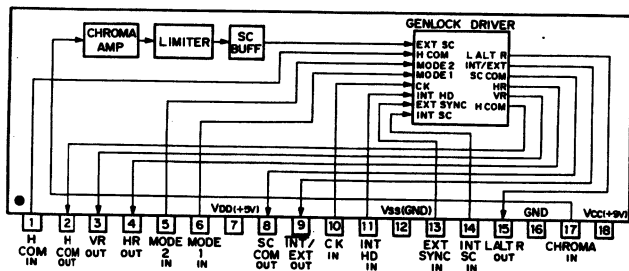 GENLOCK DRIVER
CHROMA
AMP
LIMITER
SC
BUFF
EXT SC
H COM
MODE 2
MODE 1
CK
INT HD
EXT SYNC
INT SC
L ALT R
INT/EXT
SC COM
HR
VR
H COM
VDD(+5V)
VSS(GND)
GND
VCC(+9V)
1
2
3
4
5
6
7
8
9
10
11
12
13
14
15
16
17
18
H
COM
IN
H
COM
OUT
VR
OUT
HR
OUT
MODE
2
IN
MODE
1
IN
SC
COM
OUT
INT/
EXT
OUT
CK
IN
INT
HD
IN
EXT
SYNC
IN
INT
SC
IN
LALT R
OUT
CHROMA
IN